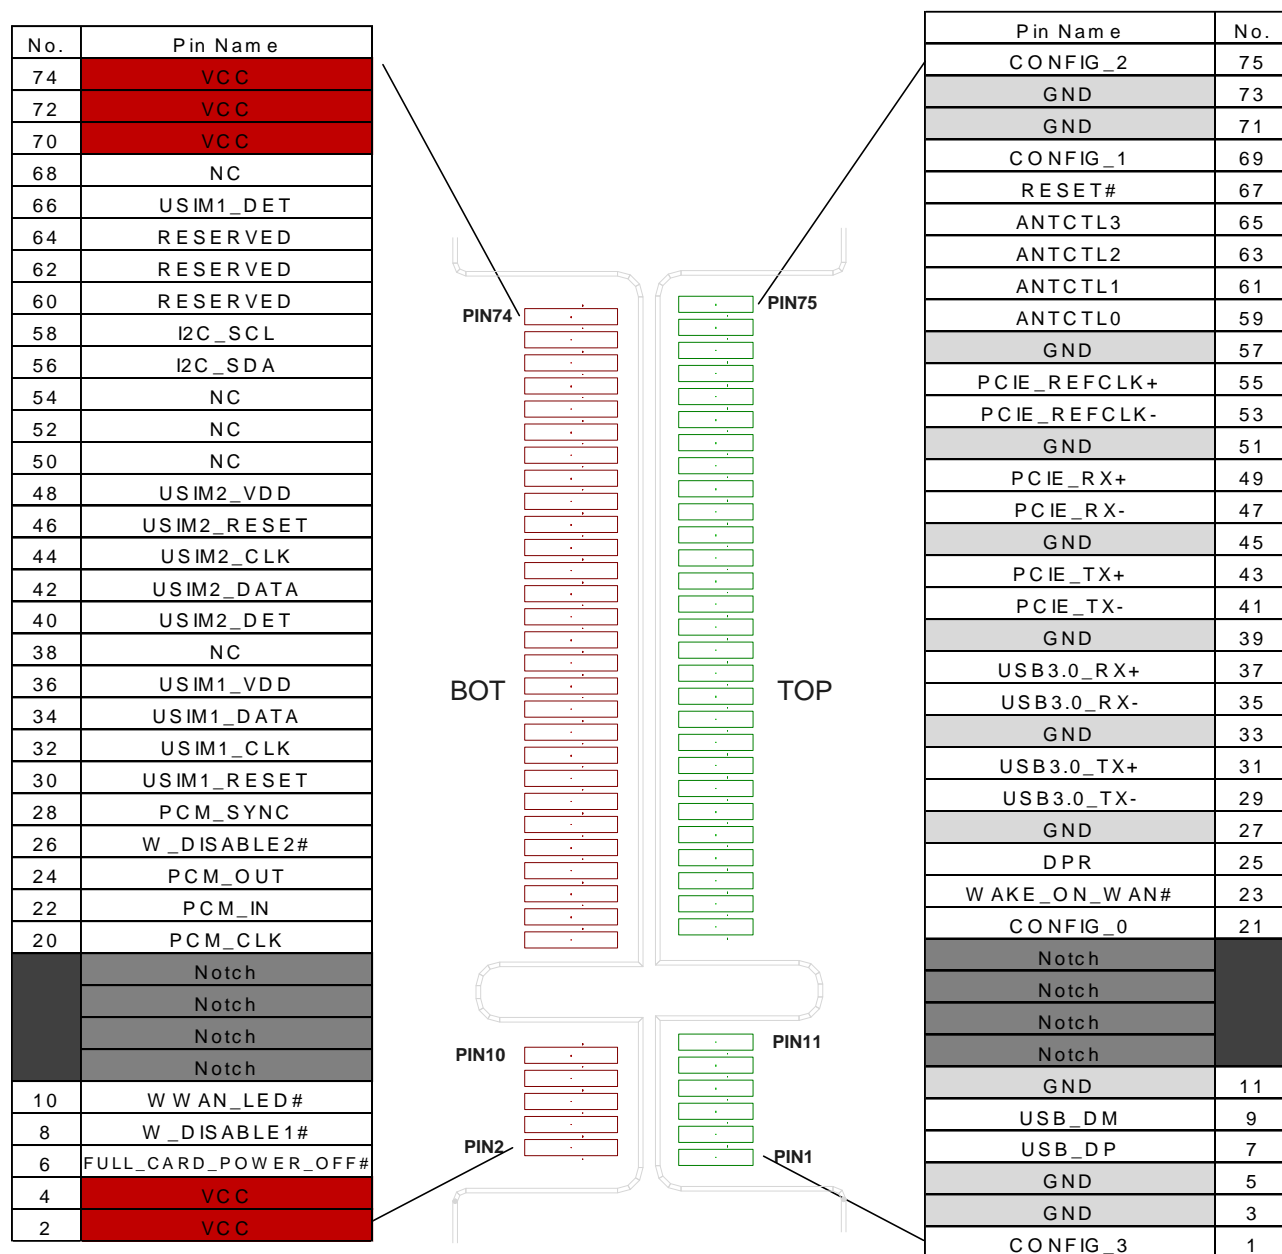 No. Pin Name
74 VCC
72 VCC
70 VCC
68 NC
66 USIM1_DET
64 RESERVED
62 RESERVED
60 RESERVED
58 I2C_SCL
56 I2C_SDA
54 NC
52 NC
50 NC
48 USIM2_VDD
46 USIM2_RESET
44 USIM2_CLK
42 USIM2_DATA
40 USIM2_DET
38 NC
36 USIM1_VDD
34 USIM1_DATA
32 USIM1_CLK
30 USIM1_RESET
28 PCM_SYNC
26 W_DISABLE2#
24 PCM_OUT
22 PCM_IN
20 PCM_CLK
Notch
Notch
Notch
Notch
10 WWAN_LED#
8 W_DISABLE1#
6 FULL_CARD_POWER_OFF#
4 VCC
2 VCC
PIN74
BOT
PIN10
PIN2
PIN75
TOP
PIN11
PIN1
Pin Name No.
CONFIG_2 75
GND 73
GND 71
CONFIG_1 69
RESET# 67
ANTCTL3 65
ANTCTL2 63
ANTCTL1 61
ANTCTL0 59
GND 57
PCIE_REFCLK+ 55
PCIE_REFCLK- 53
GND 51
PCIE_RX+ 49
PCIE_RX- 47
GND 45
PCIE_TX+ 43
PCIE_TX- 41
GND 39
USB3.0_RX+ 37
USB3.0_RX- 35
GND 33
USB3.0_TX+ 31
USB3.0_TX- 29
GND 27
DPR 25
WAKE_ON_WAN# 23
CONFIG_0 21
Notch
Notch
Notch
Notch
GND 11
USB_DM 9
USB_DP 7
GND 5
GND 3
CONFIG_3 1